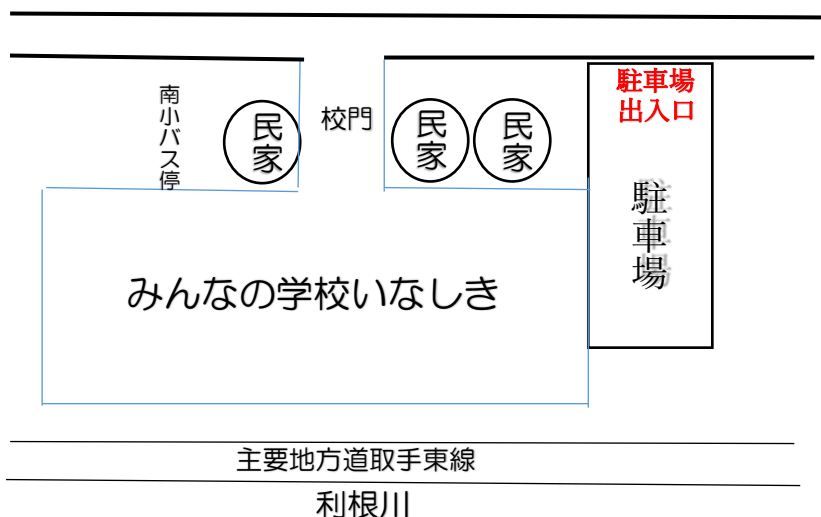 駐車場
出入口
南小バス停
民家
校門
民家
民家
駐車場
みんなの学校いなしき
主要地方道取手東線
利根川